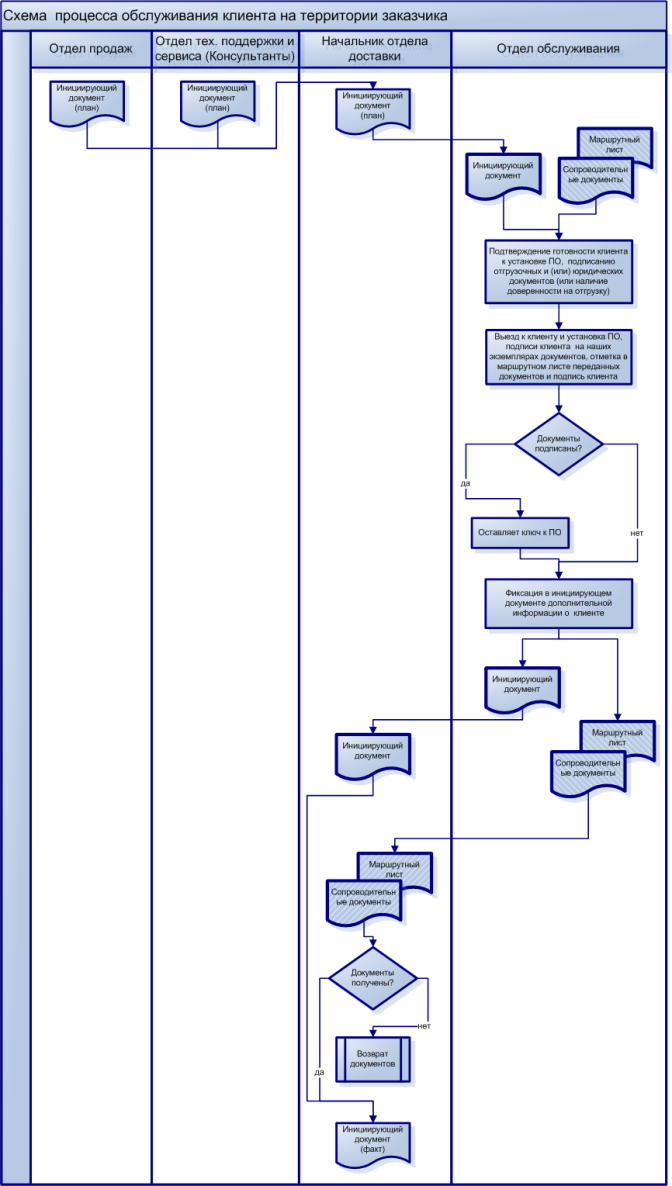 Схема процесса обслуживания клиента на территории заказчика
Отдел продаж
Отдел тех. поддержки и
сервиса (Консультанты)
Начальник отдела
доставки
Отдел обслуживания
Инициирующий
документ
(план)
Инициирующий
документ
(план)
Инициирующий
документ
(план)
Инициирующий
документ
Маршрутный
лист
Сопроводительн
ые документы
Подтверждение готовности клиента
к установке ПО, подписанию
отгрузочных и (или) юридических
документов (или наличие
доверенности на отгрузку)
Выезд к клиенту и установка ПО,
подписи клиента на наших
экземплярах документов, отметка в
маршрутном листе переданных
документов и подпись клиента
Документы
подписаны?
да
Оставляет ключ к ПО
нет
Фиксация в инициирующем
документе дополнительной
информации о клиенте
Инициирующий
документ
Маршрутный
лист
Сопроводительн
ые документы
Инициирующий
документ
Маршрутный
лист
Сопроводительн
ые документы
Документы
получены?
нет
Возврат
документов
да
Инициирующий
документ
(факт)